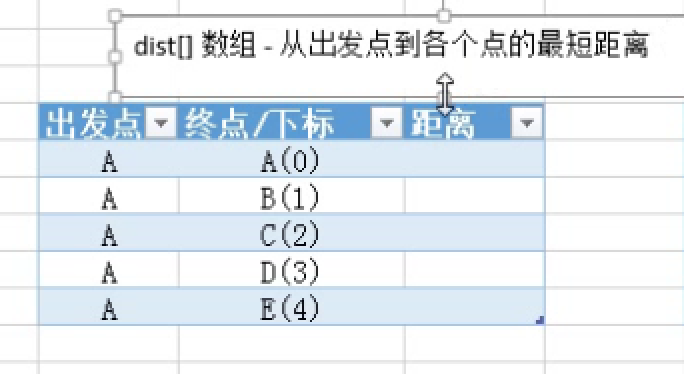 dist[] 数组 - 从出发点到各个点的最短距离
出发点 终点/下标 距离
A A(0)
A B(1)
A C(2)
A D(3)
A E(4)